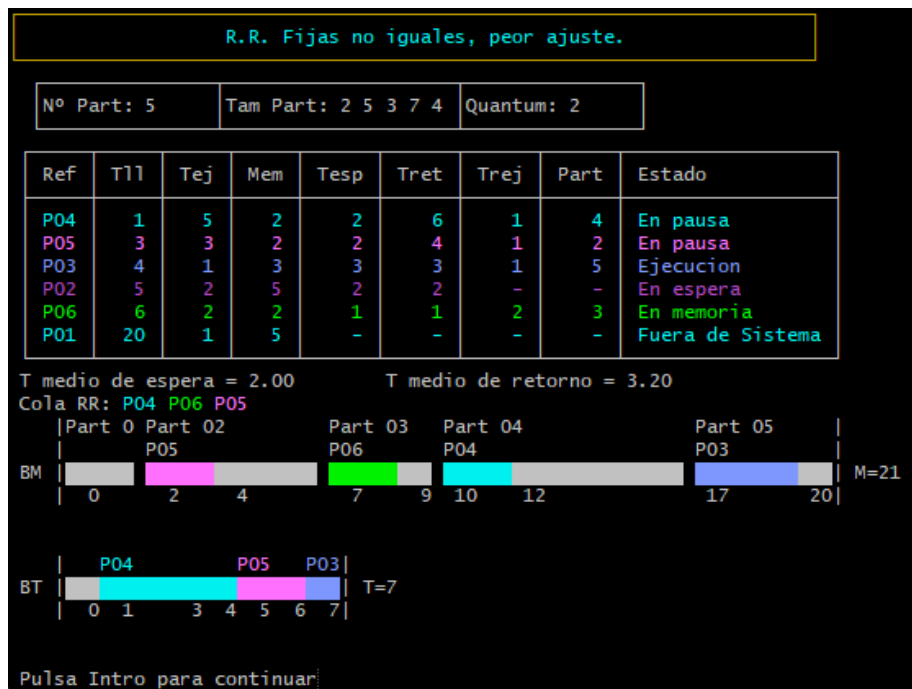 R.R. Fijas no iguales, peor ajuste.
Nº Part: 5 Tam Part: 2 5 3 7 4 Quantum: 2
Ref Tll Tej Mem Tesp Tret Trej Part Estado
P04 1 5 2 2 6 1 4 En pausa
P05 3 3 2 2 4 1 2 En pausa
P03 4 1 3 3 3 1 5 Ejecucion
P02 5 2 5 2 2 - - En espera
P06 6 2 2 1 1 2 3 En memoria
P01 20 1 5 - - - - Fuera de Sistema
T medio de espera = 2.00 T medio de retorno = 3.20
Cola RR: P04 P06 P05
|Part 0 Part 02 Part 03 Part 04 Part 05 |
| P05 P06 P04 P03 |
BM | | M=21
| 0 2 4 7 9 10 12 17 20|
| P04 P05 P03|
BT | | T=7
| 0 1 3 4 5 6 7|
Pulsa Intro para continuar